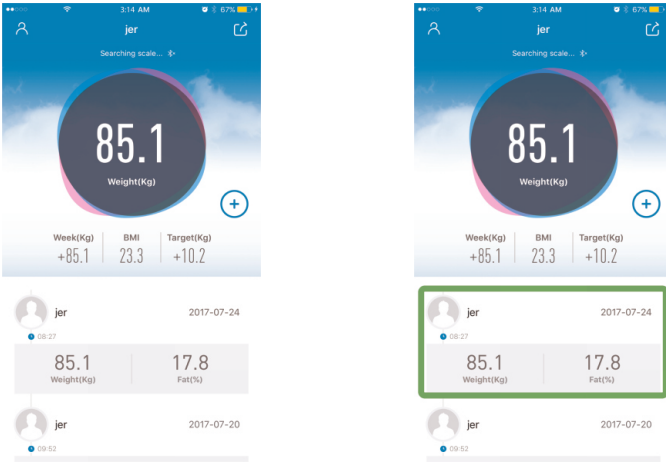 3:14 AM 67%
jer
Searching scale...
85.1
Weight(Kg)
Week(Kg) BMI Target(Kg)
+85.1 23.3 +10.2
jer 2017-07-24
08:27
85.1 17.8
Weight(Kg) Fat(%)
jer 2017-07-20
09:52
3:14 AM 67%
jer
Searching scale...
85.1
Weight(Kg)
Week(Kg) BMI Target(Kg)
+85.1 23.3 +10.2
jer 2017-07-24
08:27
85.1 17.8
Weight(Kg) Fat(%)
jer 2017-07-20
09:52